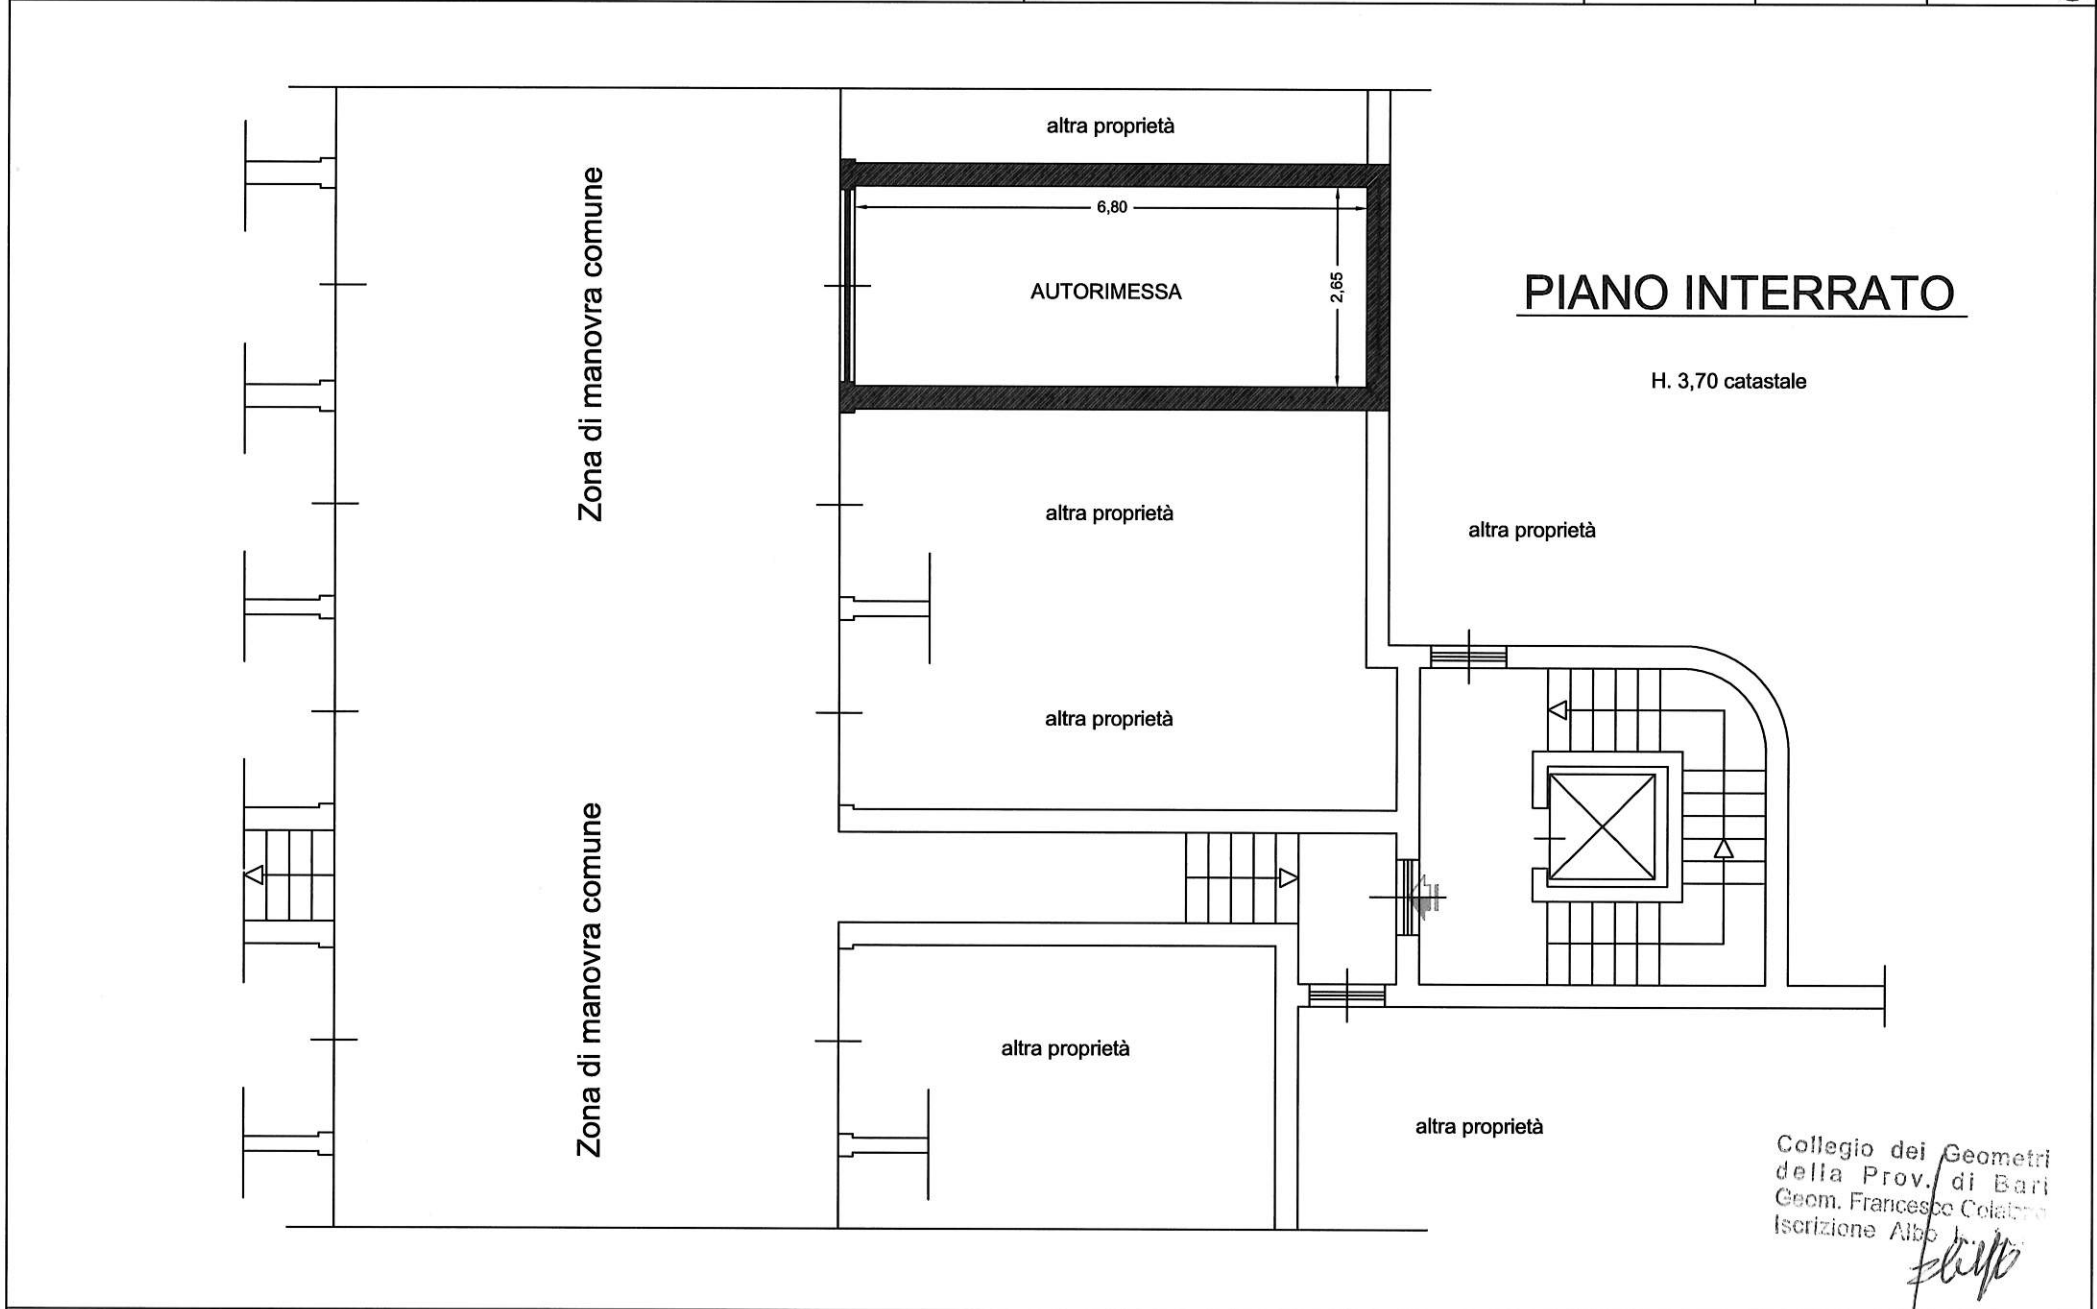 altra proprietà
Zona di manovra comune
6,80
2,65
AUTORIMESSA
PIANO INTERRATO
H. 3,70 catastale
altra proprietà
altra proprietà
altra proprietà
Zona di manovra comune
altra proprietà
altra proprietà
Collegio dei Geometri
della Prov. di Bari
Geom. Francesco
Iscrizione Albo